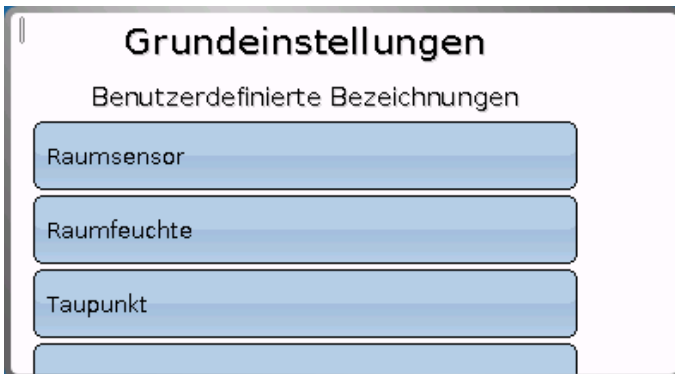 Grundeinstellungen
Benutzerdefinierte Bezeichnungen
Raumsensor
Raumfeuchte
Taupunkt